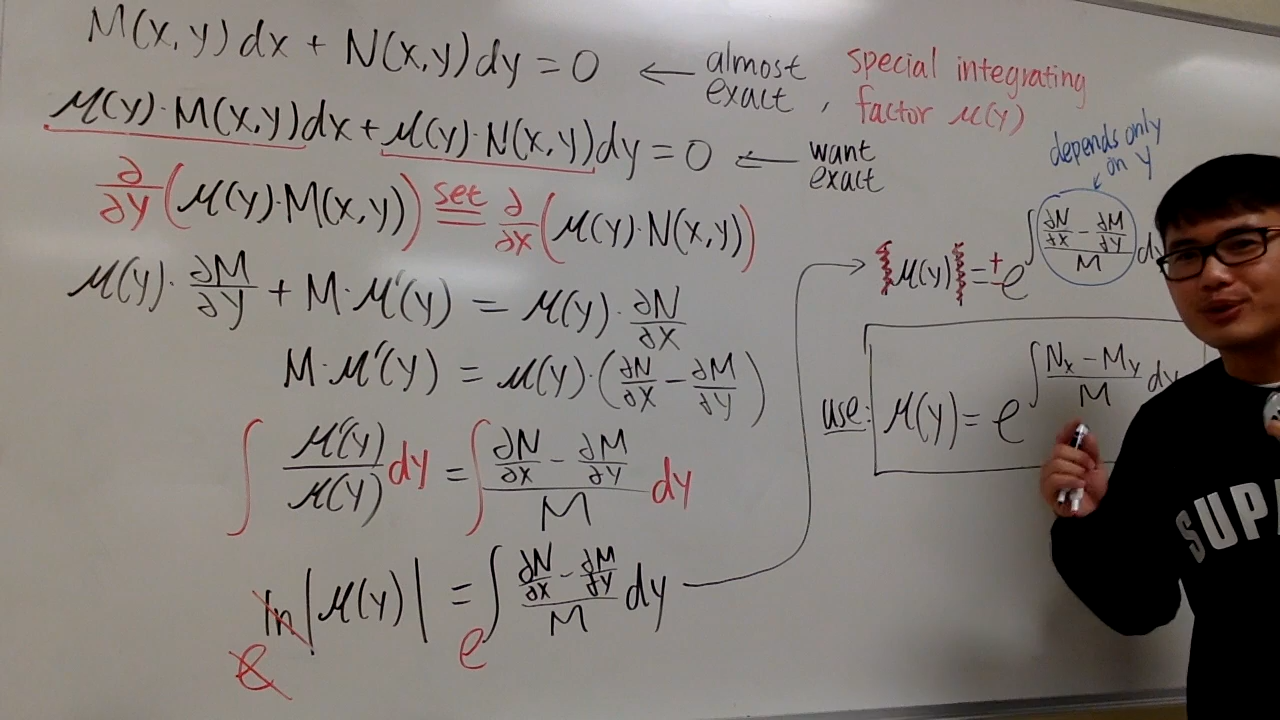 M(x,y)dx + N(x,y)dy = 0 ← almost exact, special integrating factor μ(y)
μ(y)·M(x,y)dx + μ(y)·N(x,y)dy = 0 ← want exact
∂/∂y (μ(y)·M(x,y)) set = ∂/∂x (μ(y)·N(x,y))
μ(y)·∂M/∂y + M·μ'(y) = μ(y)·∂N/∂x
M·μ'(y) = μ(y)·(∂N/∂x − ∂M/∂y)
∫ μ'(y)/μ(y) dy = ∫ (∂N/∂x − ∂M/∂y)/M dy
e ln|μ(y)| = e ∫ (∂N/∂x − ∂M/∂y)/M dy
depends only
on y
|μ(y)| = ± e^∫ (∂N/∂x − ∂M/∂y)/M dy
use: μ(y) = e^∫ (Nx − My)/M dy
SUP